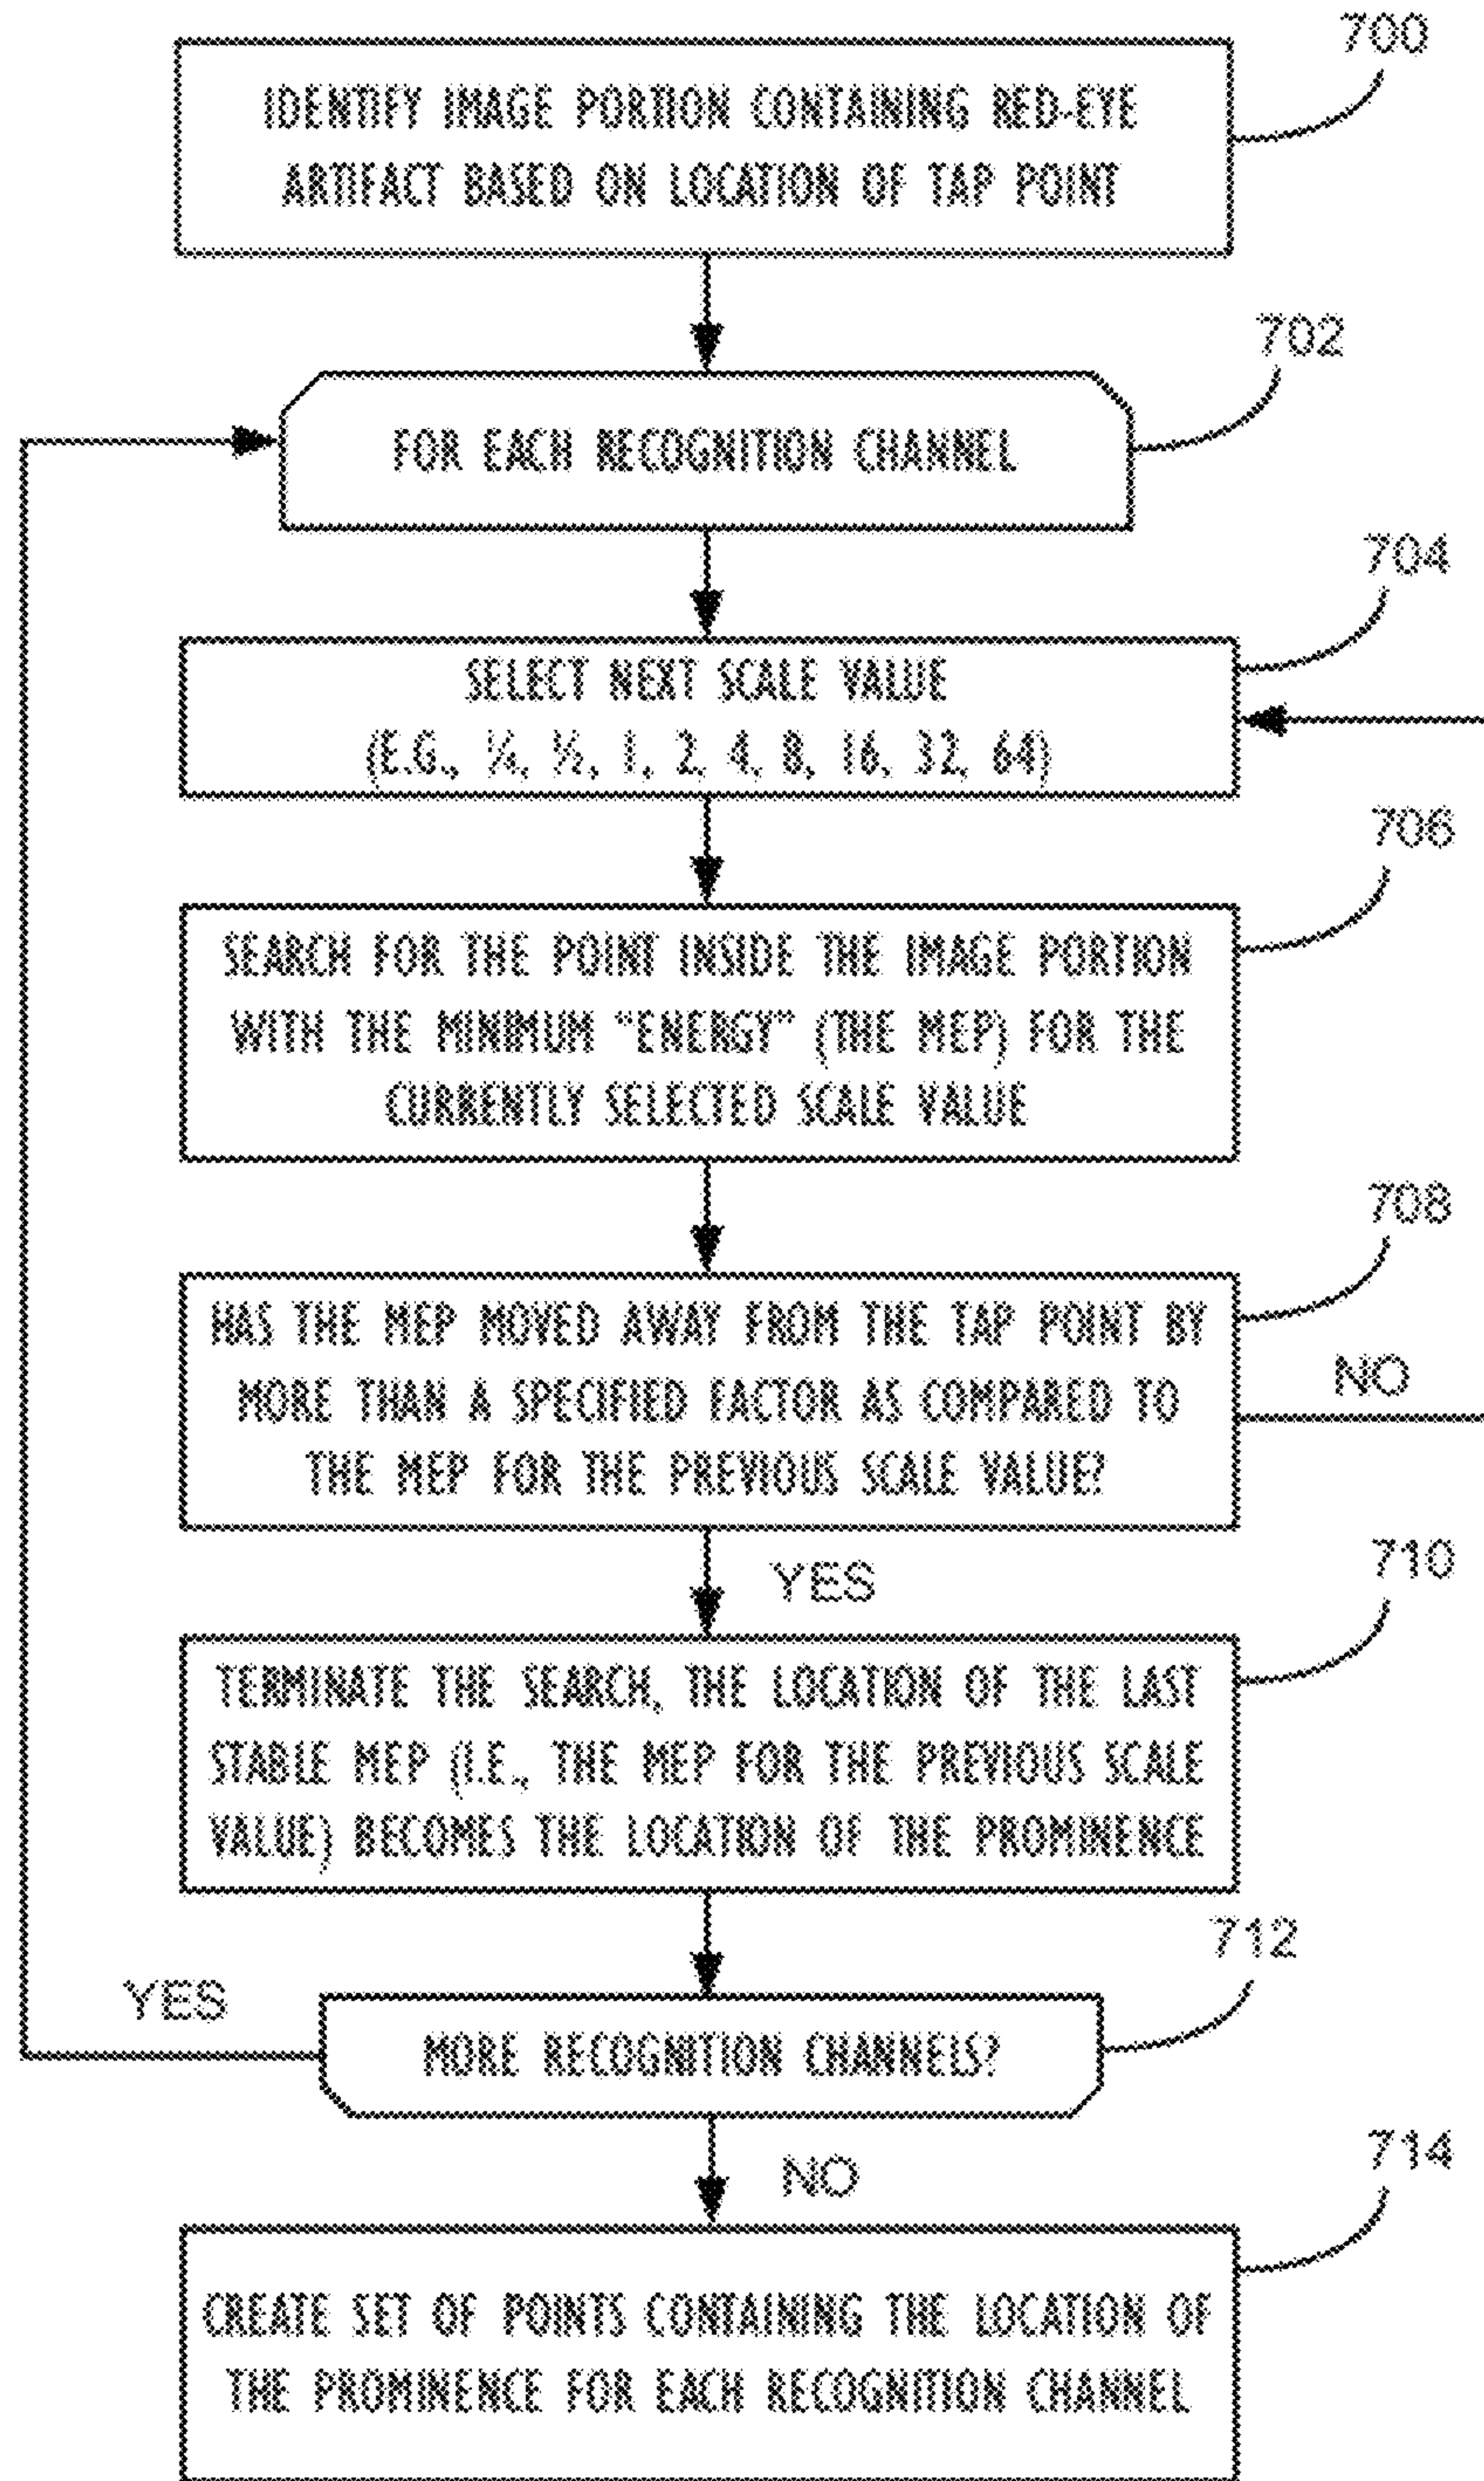 700
IDENTIFY IMAGE PORTION CONTAINING RED-EYE
ARTIFACT BASED ON LOCATION OF TAP POINT
702
FOR EACH RECOGNITION CHANNEL
704
SELECT NEXT SCALE VALUE
(E.G., ¼, ½, 1, 2, 4, 8, 16, 32, 64)
706
SEARCH FOR THE POINT INSIDE THE IMAGE PORTION
WITH THE MINIMUM "ENERGY" (THE MEP) FOR THE
CURRENTLY SELECTED SCALE VALUE
708
HAS THE MEP MOVED AWAY FROM THE TAP POINT BY
MORE THAN A SPECIFIED FACTOR AS COMPARED TO
THE MEP FOR THE PREVIOUS SCALE VALUE?
NO
YES
710
TERMINATE THE SEARCH, THE LOCATION OF THE LAST
STABLE MEP (I.E., THE MEP FOR THE PREVIOUS SCALE
VALUE) BECOMES THE LOCATION OF THE PROMINENCE
712
YES
MORE RECOGNITION CHANNELS?
NO
714
CREATE SET OF POINTS CONTAINING THE LOCATION OF
THE PROMINENCE FOR EACH RECOGNITION CHANNEL